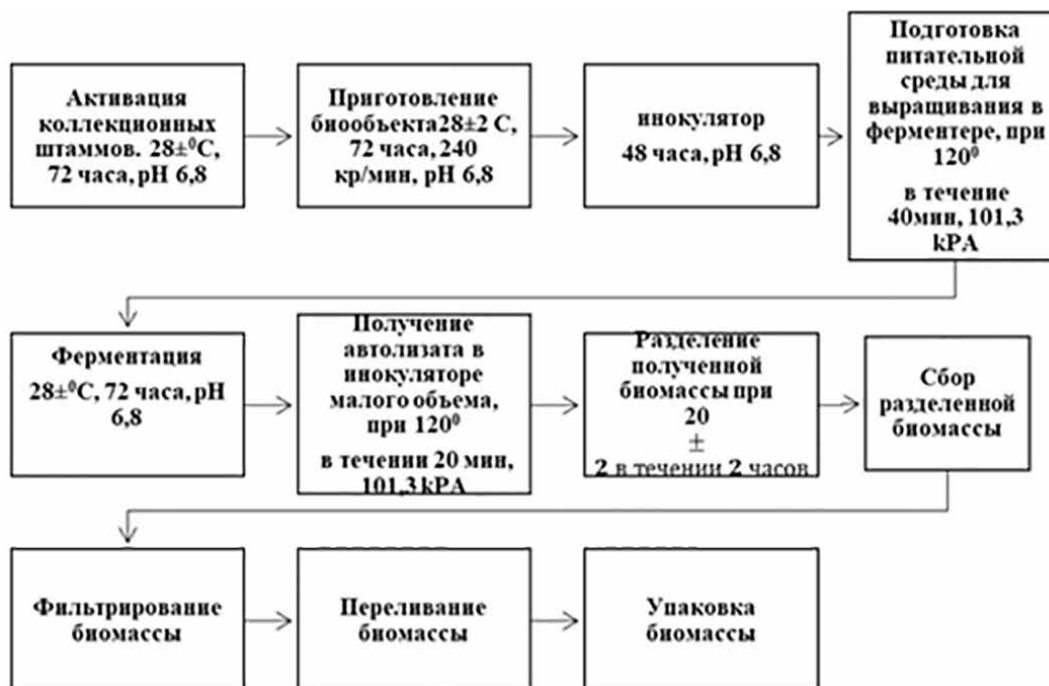 Активация
коллекционных
штаммов. 28±⁰С,
72 часа, рН 6,8
Приготовление
биообъекта28±2 С,
72 часа, 240
кр/мин, рН 6,8
инокулятор
48 часа, рН 6,8
Подготовка
питательной
среды для
выращивания в
ферментере, при
120⁰
в течение
40мин, 101,3
kPA
Ферментация
28±⁰С, 72 часа, рН
6,8
Получение
автолизата в
инокуляторе
малого объема,
при 120⁰
в течении 20 мин,
101,3 kPA
Разделение
полученной
биомассы при
20
±
2 в течении 2 часов
Сбор
разделенной
биомассы
Фильтрирование
биомассы
Переливание
биомассы
Упаковка
биомассы